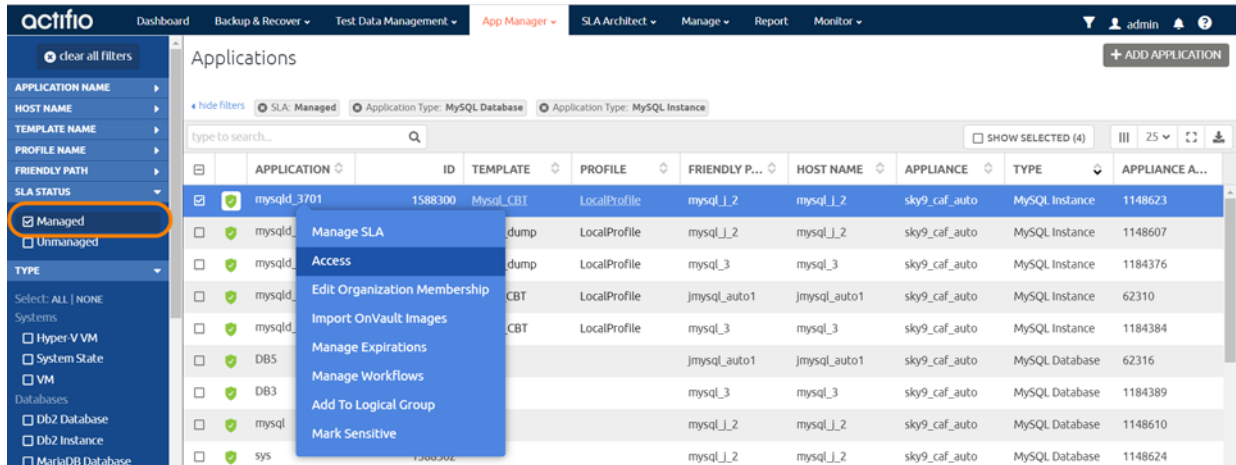 actifio Dashboard Backup & Recover Test Data Management App Manager SLA Architect Manage Report Monitor admin
clear all filters
APPLICATION NAME
HOST NAME
TEMPLATE NAME
PROFILE NAME
FRIENDLY PATH
SLA STATUS
Managed
Unmanaged
TYPE
Select: ALL | NONE
Systems
Hyper-V VM
System State
VM
Databases
Db2 Database
Db2 Instance
MariaDB Database
Applications + ADD APPLICATION
hide filters SLA: Managed Application Type: MySQL Database Application Type: MySQL Instance
type to search... SHOW SELECTED (4) 25
APPLICATION ID TEMPLATE PROFILE FRIENDLY P... HOST NAME APPLIANCE TYPE APPLIANCE A...
mysqld_3701 1588300 Mysql_CBT LocalProfile mysql_j_2 mysql_j_2 sky9_caf_auto MySQL Instance 1148623
mysqld_ _dump LocalProfile mysql_j_2 mysql_j_2 sky9_caf_auto MySQL Instance 1148607
mysqld_ dump LocalProfile mysql_3 mysql_3 sky9_caf_auto MySQL Instance 1184376
mysqld_ CBT LocalProfile jmysql_auto1 jmysql_auto1 sky9_caf_auto MySQL Instance 62310
mysqld_ _CBT LocalProfile mysql_3 mysql_3 sky9_caf_auto MySQL Instance 1184384
DB5 jmysql_auto1 jmysql_auto1 sky9_caf_auto MySQL Database 62316
DB3 mysql_3 mysql_3 sky9_caf_auto MySQL Database 1184389
mysql mysql_j_2 mysql_j_2 sky9_caf_auto MySQL Database 1148610
sys mysql_j_2 mysql_j_2 sky9_caf_auto MySQL Database 1148624
Manage SLA
Access
Edit Organization Membership
Import OnVault Images
Manage Expirations
Manage Workflows
Add To Logical Group
Mark Sensitive